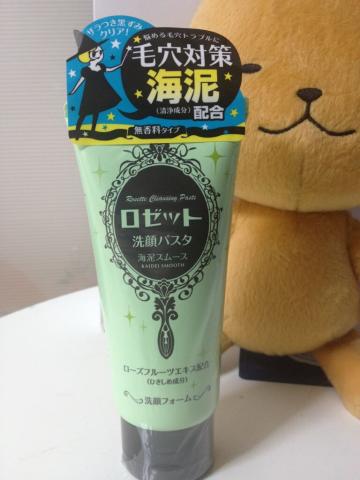 ザラつき黒ずみ
クリア!
悩める毛穴トラブルに
毛穴対策
海泥
(清浄成分)
配合
無香料タイプ
Rosette Cleansing Pasta
ロゼット
洗顔パスタ
海泥スムース
KAIDEI SMOOTH
ローズフルーツエキス配合
(ひきしめ成分)
洗顔フォーム